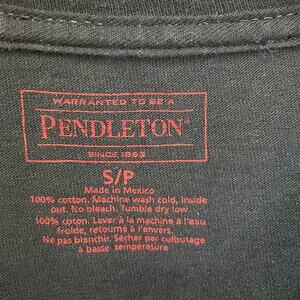 WARRANTED TO BE A
PENDLETON®
SINCE 1863
S/P
Made in Mexico
100% cotton. Machine wash cold, inside
out. No bleach. Tumble dry low.
100% coton. Laver à la machine à l'eau
froide, retourne à l'envers.
Ne pas blanchir. Sécher par culbutage
à basse température